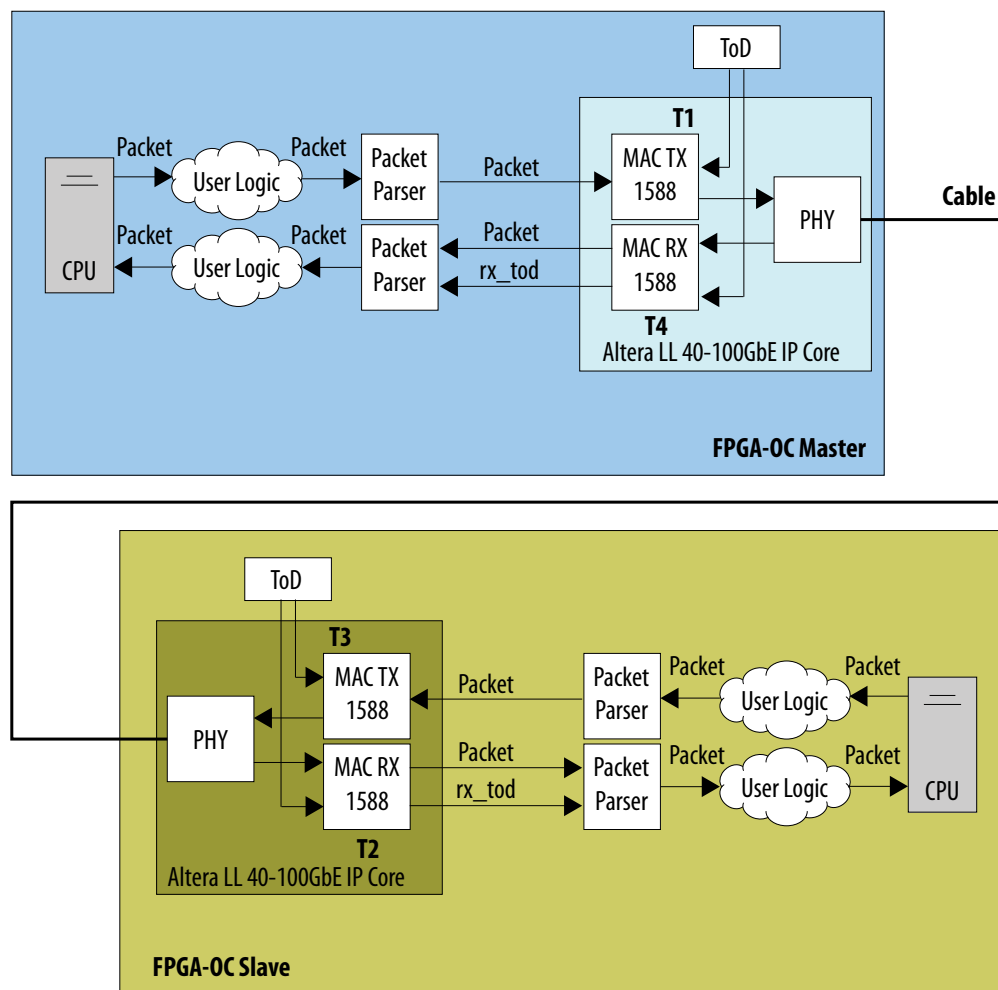 ToD
T1
Packet
Packet
Packet
Parser
Packet
MAC TX
1588
User Logic
Cable
PHY
Packet
Packet
Packet
Parser
Packet
MAC RX
1588
User Logic
rx_tod
CPU
T4
Altera LL 40-100GbE IP Core
FPGA-OC Master
ToD
T3
MAC TX
1588
Packet
Packet
Parser
Packet
Packet
User Logic
PHY
MAC RX
1588
Packet
rx_tod
Packet
Parser
Packet
Packet
User Logic
CPU
T2
Altera LL 40-100GbE IP Core
FPGA-OC Slave